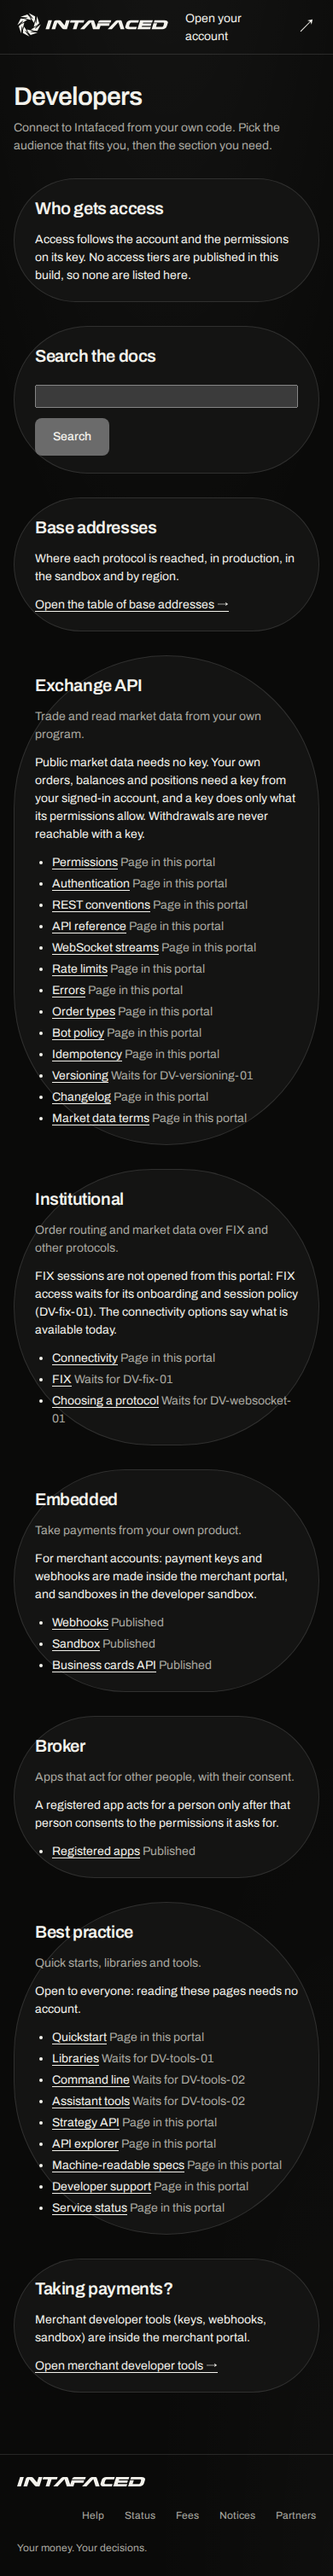 INTAFACED
Open your
account
Developers
Connect to Intafaced from your own code. Pick the
audience that fits you, then the section you need.
Who gets access
Access follows the account and the permissions
on its key. No access tiers are published in this
build, so none are listed here.
Search the docs
Search
Base addresses
Where each protocol is reached, in production, in
the sandbox and by region.
Open the table of base addresses →
Exchange API
Trade and read market data from your own
program.
Public market data needs no key. Your own
orders, balances and positions need a key from
your signed-in account, and a key does only what
its permissions allow. Withdrawals are never
reachable with a key.
• Permissions Page in this portal
• Authentication Page in this portal
• REST conventions Page in this portal
• API reference Page in this portal
• WebSocket streams Page in this portal
• Rate limits Page in this portal
• Errors Page in this portal
• Order types Page in this portal
• Bot policy Page in this portal
• Idempotency Page in this portal
• Versioning Waits for DV-versioning-01
• Changelog Page in this portal
• Market data terms Page in this portal
Institutional
Order routing and market data over FIX and
other protocols.
FIX sessions are not opened from this portal: FIX
access waits for its onboarding and session policy
(DV-fix-01). The connectivity options say what is
available today.
• Connectivity Page in this portal
• FIX Waits for DV-fix-01
• Choosing a protocol Waits for DV-websocket-
01
Embedded
Take payments from your own product.
For merchant accounts: payment keys and
webhooks are made inside the merchant portal,
and sandboxes in the developer sandbox.
• Webhooks Published
• Sandbox Published
• Business cards API Published
Broker
Apps that act for other people, with their consent.
A registered app acts for a person only after that
person consents to the permissions it asks for.
• Registered apps Published
Best practice
Quick starts, libraries and tools.
Open to everyone: reading these pages needs no
account.
• Quickstart Page in this portal
• Libraries Waits for DV-tools-01
• Command line Waits for DV-tools-02
• Assistant tools Waits for DV-tools-02
• Strategy API Page in this portal
• API explorer Page in this portal
• Machine-readable specs Page in this portal
• Developer support Page in this portal
• Service status Page in this portal
Taking payments?
Merchant developer tools (keys, webhooks,
sandbox) are inside the merchant portal.
Open merchant developer tools →
INTAFACED
Help Status Fees Notices Partners
Your money. Your decisions.